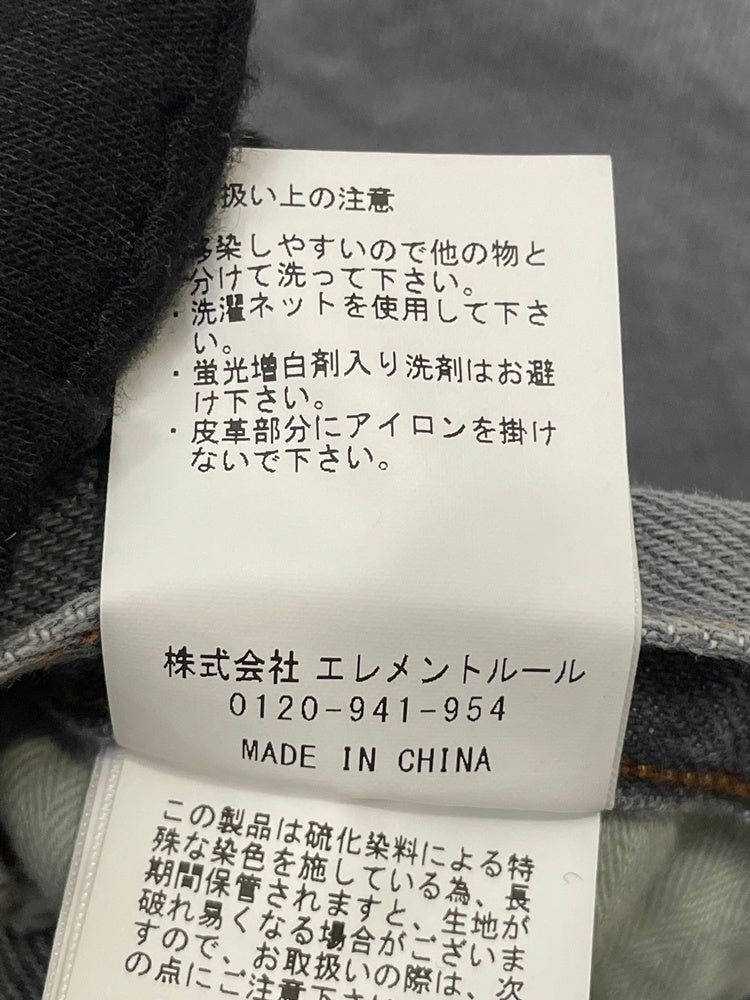 扱い上の注意
移染しやすいので他の物と
分けて洗って下さい。
・洗濯ネットを使用して下さ
い。
・蛍光増白剤入り洗剤はお避
け下さい。
・皮革部分にアイロンを掛け
ないで下さい。
株式会社 エレメントルール
0120-941-954
MADE IN CHINA
この製品は硫化染料による特
殊な染色を施している為、長
期間保管されますと、生地が
破れ易くなる場合がございま
すので、お取扱いの際は、次
の点にご注意下さ